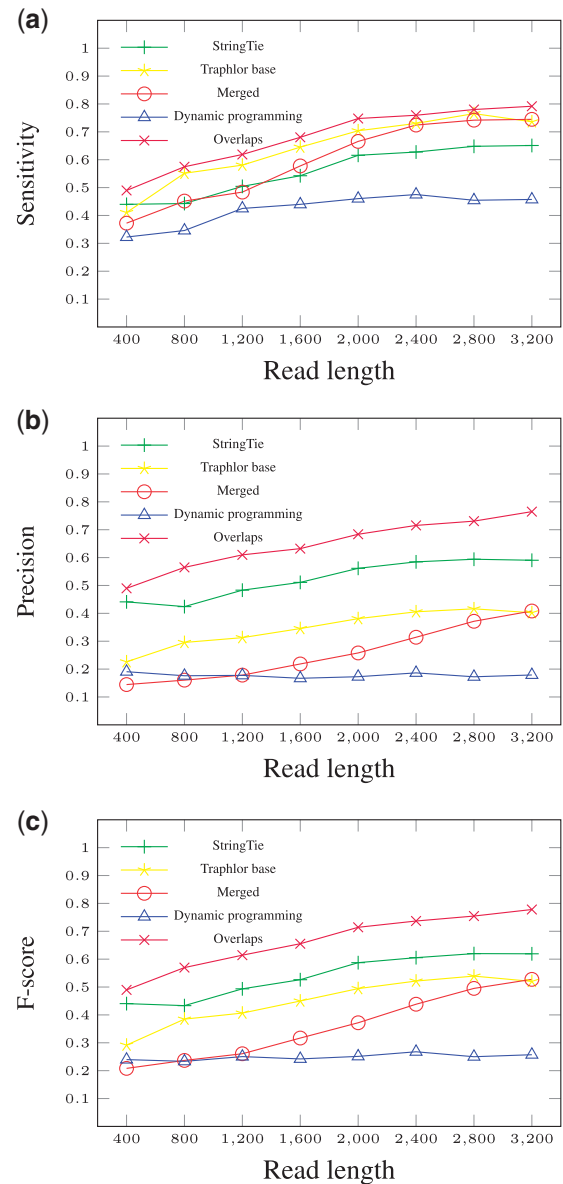 (a)
StringTie
Traphlor base
Merged
Dynamic programming
Overlaps
1
0.9
0.8
0.7
0.6
0.5
0.4
0.3
0.2
0.1
Sensitivity
400 800 1,200 1,600 2,000 2,400 2,800 3,200
Read length
(b)
StringTie
Traphlor base
Merged
Dynamic programming
Overlaps
1
0.9
0.8
0.7
0.6
0.5
0.4
0.3
0.2
0.1
Precision
400 800 1,200 1,600 2,000 2,400 2,800 3,200
Read length
(c)
StringTie
Traphlor base
Merged
Dynamic programming
Overlaps
1
0.9
0.8
0.7
0.6
0.5
0.4
0.3
0.2
0.1
F-score
400 800 1,200 1,600 2,000 2,400 2,800 3,200
Read length